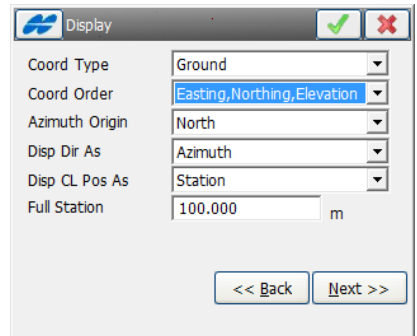 Display
Coord Type Ground
Coord Order Easting,Northing,Elevation
Azimuth Origin North
Disp Dir As Azimuth
Disp CL Pos As Station
Full Station 100.000 m
<< Back Next >>